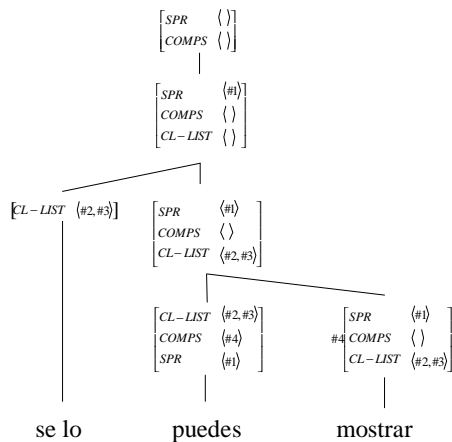 SPR ⟨ ⟩
COMPS ⟨ ⟩
SPR ⟨#1⟩
COMPS ⟨ ⟩
CL-LIST ⟨ ⟩
CL-LIST ⟨#2,#3⟩
SPR ⟨#1⟩
COMPS ⟨ ⟩
CL-LIST ⟨#2,#3⟩
CL-LIST ⟨#2,#3⟩
COMPS ⟨#4⟩
SPR ⟨#1⟩
SPR ⟨#1⟩
#4 COMPS ⟨ ⟩
CL-LIST ⟨#2,#3⟩
se lo puedes mostrar